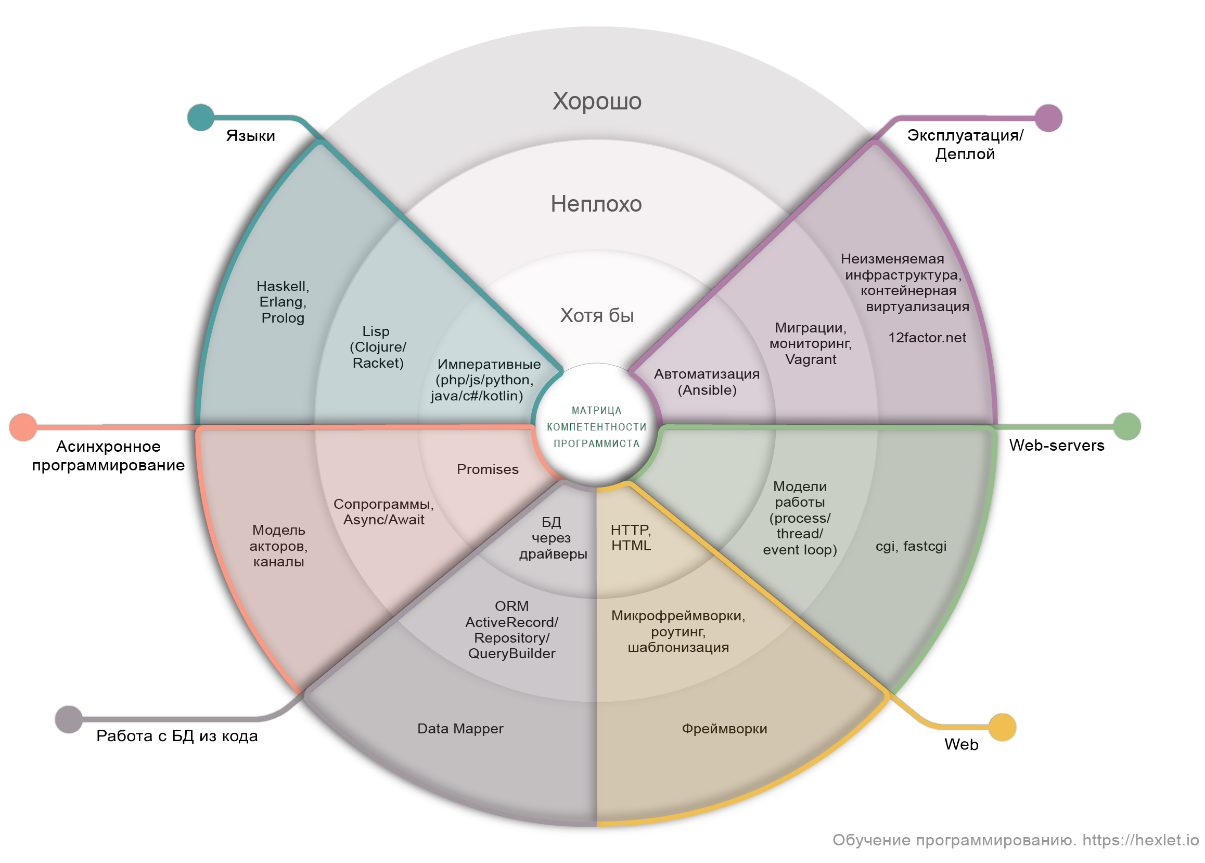 Хорошо
Неплохо
Хотя бы
МАТРИЦА
КОМПЕТЕНТНОСТИ
ПРОГРАММИСТА
Языки
Haskell,
Erlang,
Prolog
Lisp
(Clojure/
Racket)
Императивные
(php/js/python,
java/c#/kotlin)
Эксплуатация/
Деплой
Неизменяемая
инфраструктура,
контейнерная
виртуализация
12factor.net
Миграции,
мониторинг,
Vagrant
Автоматизация
(Ansible)
Асинхронное
программирование
Promises
Сопрограммы,
Async/Await
Модель
акторов,
каналы
Web-servers
Модели
работы
(process/
thread/
event loop)
cgi, fastcgi
Работа с БД из кода
БД
через
драйверы
ORM
ActiveRecord/
Repository/
QueryBuilder
Data Mapper
Web
HTTP,
HTML
Микрофреймворки,
роутинг,
шаблонизация
Фреймворки
Обучение программированию. https://hexlet.io